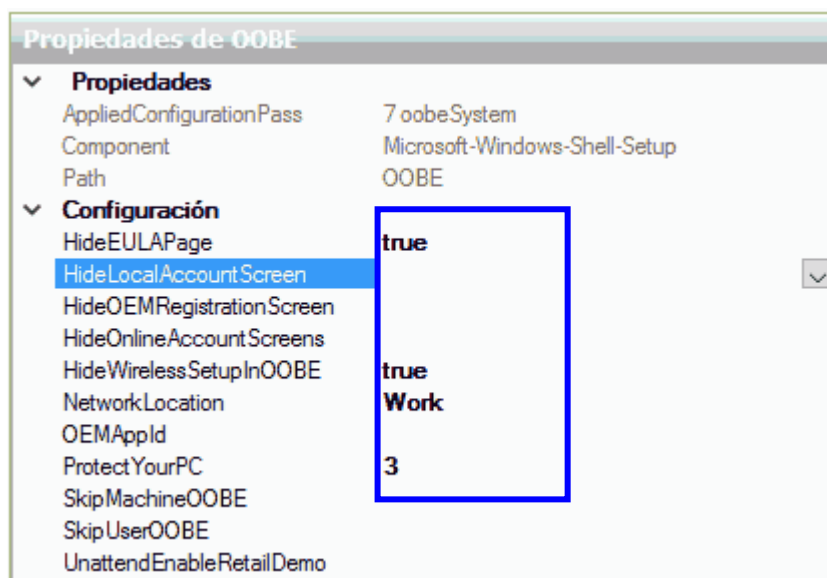 Propiedades de OOBE
Propiedades
AppliedConfigurationPass 7 oobeSystem
Component Microsoft-Windows-Shell-Setup
Path OOBE
Configuración
HideEULAPage true
HideLocalAccountScreen
HideOEMRegistrationScreen
HideOnlineAccountScreens
HideWirelessSetupInOOBE true
NetworkLocation Work
OEMAppId
ProtectYourPC 3
SkipMachineOOBE
SkipUserOOBE
UnattendEnableRetailDemo